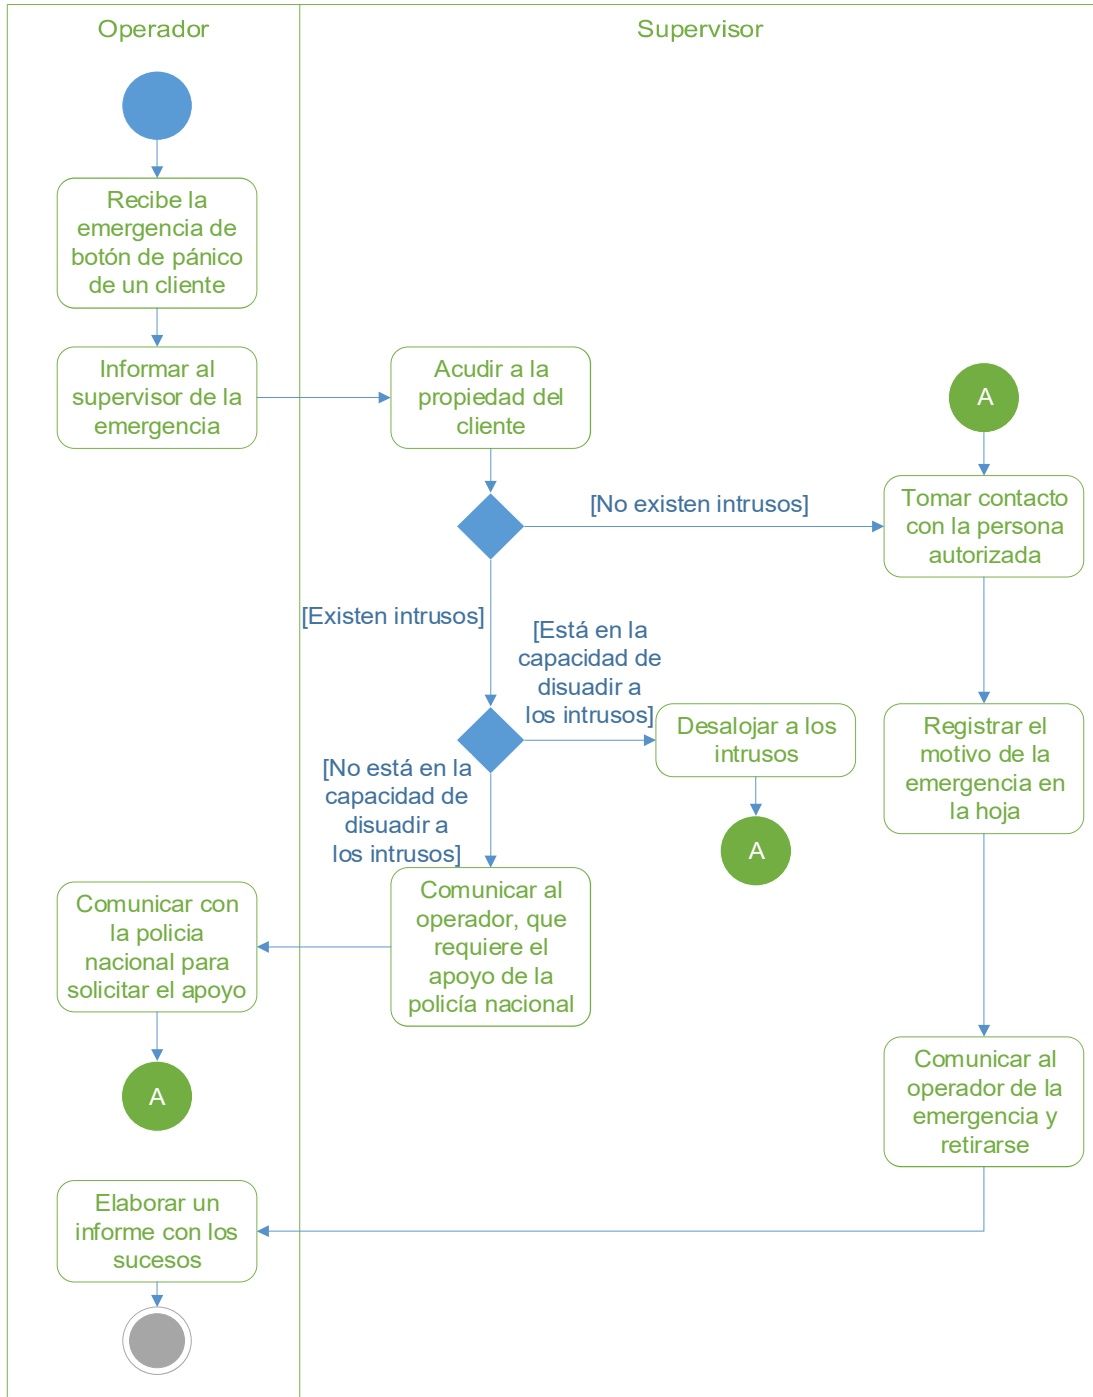 Operador
Supervisor
Recibe la
emergencia de
botón de pánico
de un cliente
Informar al
supervisor de la
emergencia
Acudir a la
propiedad del
cliente
A
[No existen intrusos]
Tomar contacto
con la persona
autorizada
[Existen intrusos]
[Está en la
capacidad de
disuadir a
los intrusos]
Desalojar a los
intrusos
Registrar el
motivo de la
emergencia en
la hoja
[No está en la
capacidad de
disuadir a
los intrusos]
A
Comunicar con
la policia
nacional para
solicitar el apoyo
Comunicar al
operador, que
requiere el
apoyo de la
policía nacional
A
Comunicar al
operador de la
emergencia y
retirarse
Elaborar un
informe con los
sucesos